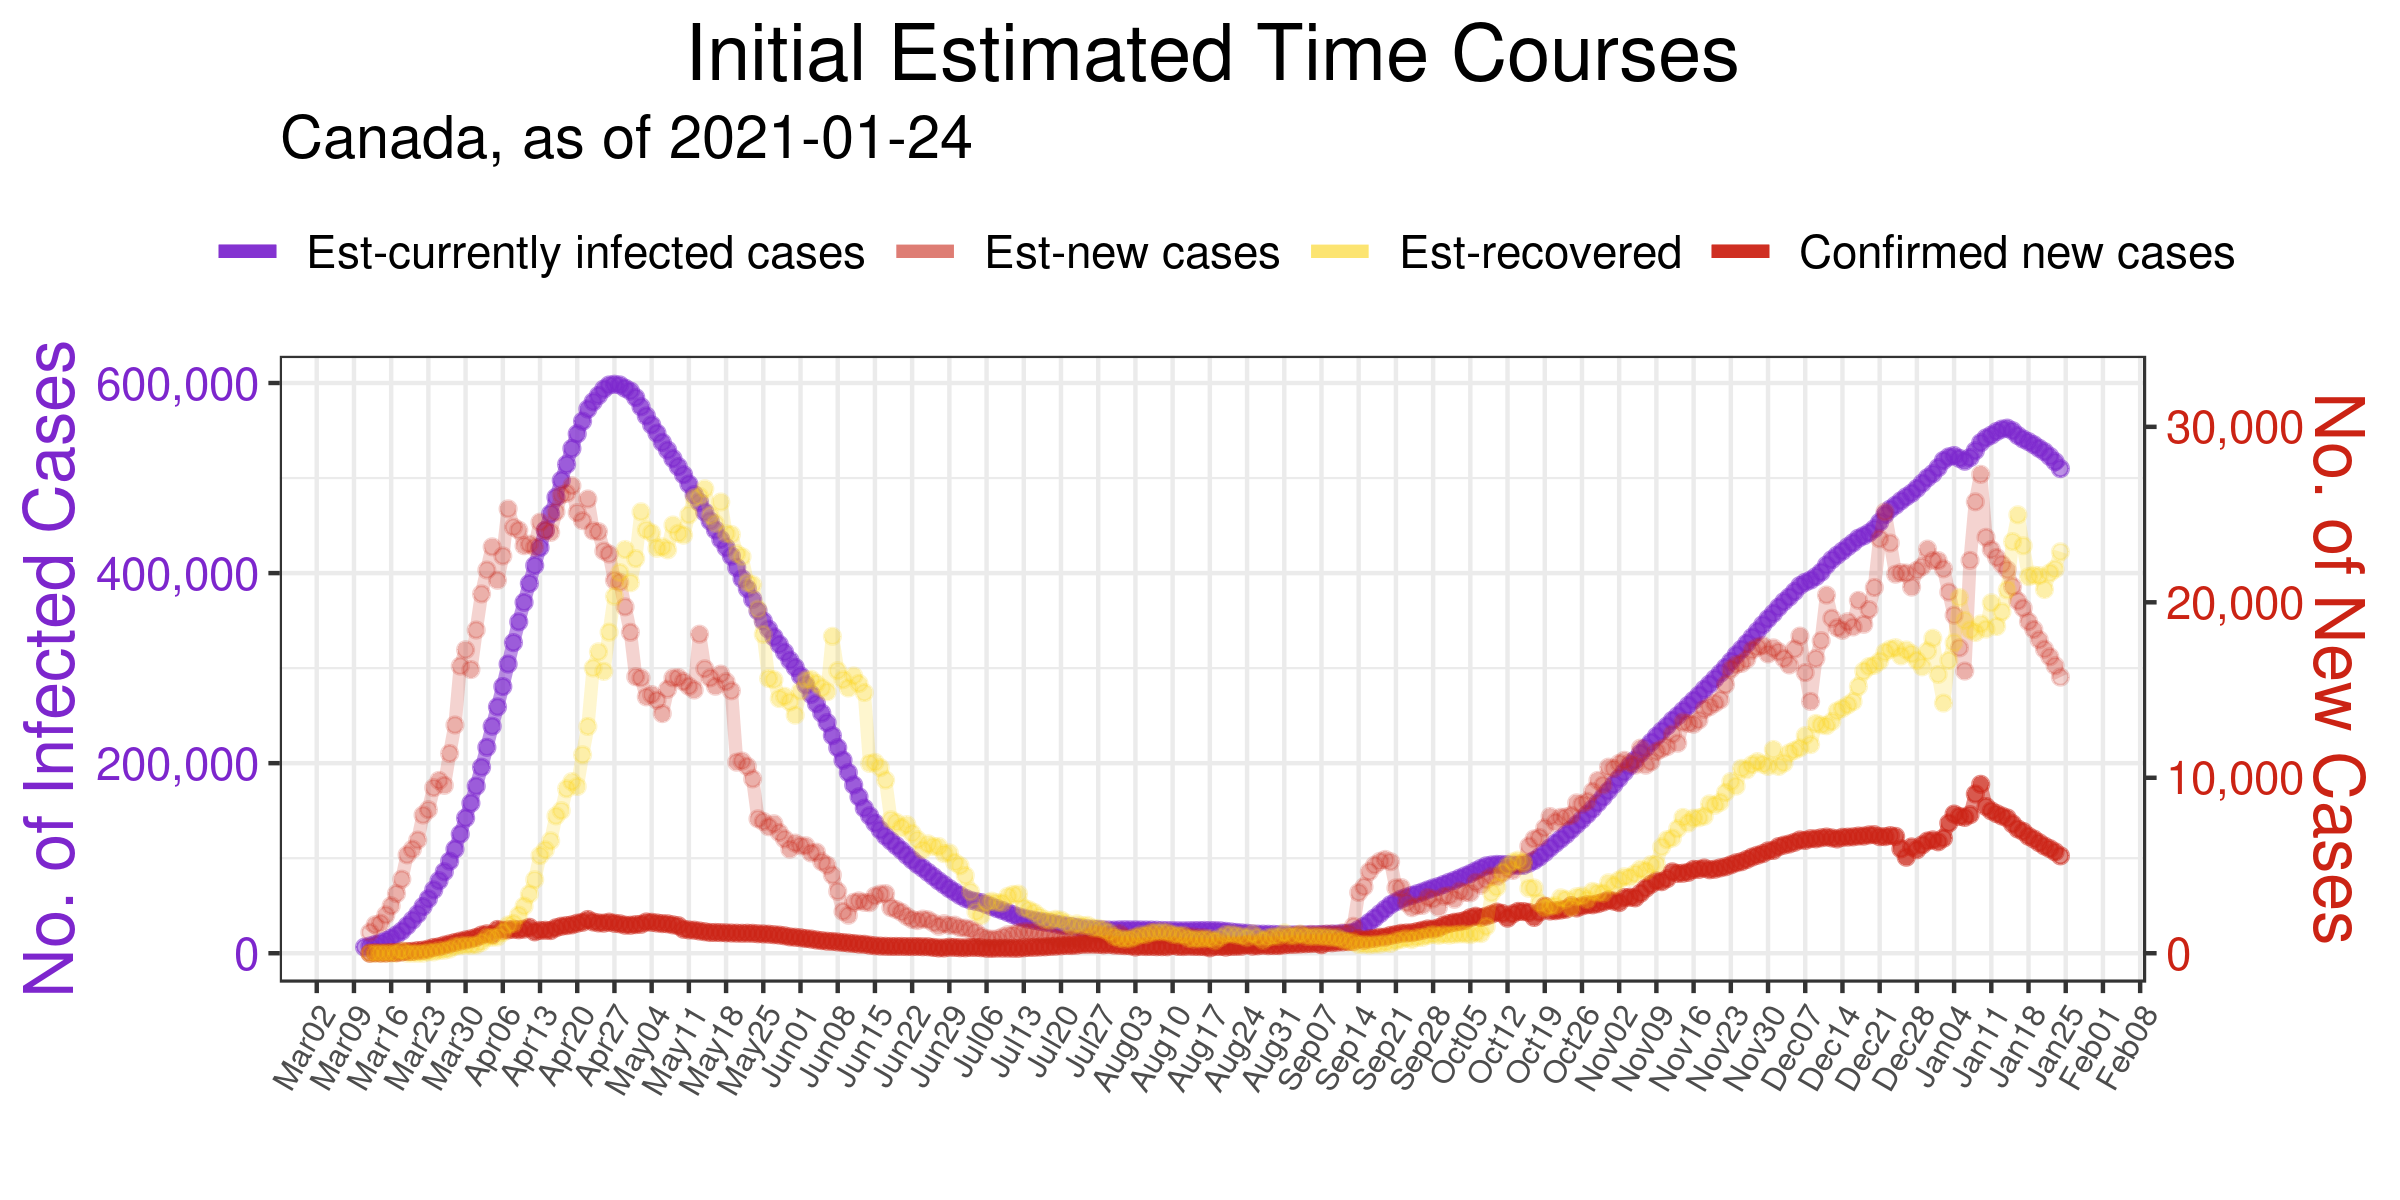 Initial Estimated Time Courses
Canada, as of 2021-01-24
Est-currently infected cases Est-new cases Est-recovered Confirmed new cases
No. of Infected Cases
600,000
400,000
200,000
0
30,000
20,000
10,000
0
No. of New Cases
Mar02 Mar09 Mar16 Mar23 Mar30 Apr06 Apr13 Apr20 Apr27 May04 May11 May18 May25 Jun01 Jun08 Jun15 Jun22 Jun29 Jul06 Jul13 Jul20 Jul27 Aug03 Aug10 Aug17 Aug24 Aug31 Sep07 Sep14 Sep21 Sep28 Oct05 Oct12 Oct19 Oct26 Nov02 Nov09 Nov16 Nov23 Nov30 Dec07 Dec14 Dec21 Dec28 Jan04 Jan11 Jan18 Jan25 Feb01 Feb08